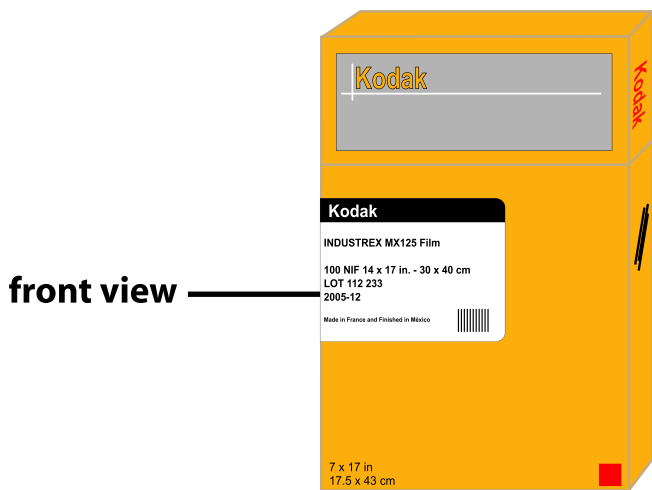 Kodak
Kodak
Kodak
INDUSTREX MX125 Film
100 NIF 14 x 17 in. - 30 x 40 cm
LOT 112 233
2005-12
Made in France and Finished in México
front view
7 x 17 in
17.5 x 43 cm